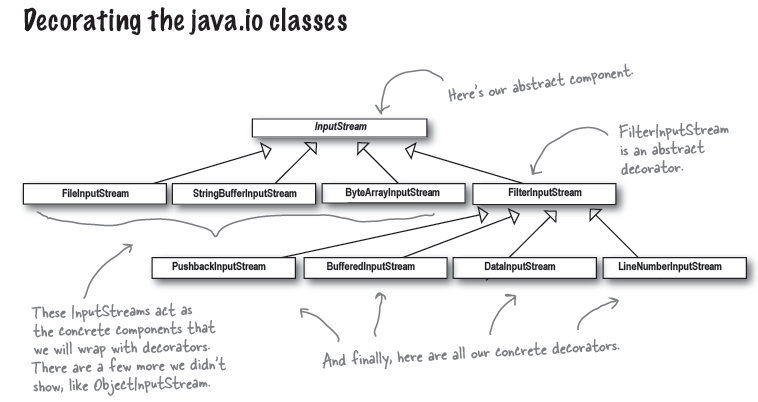 Decorating the java.io classes
Here's our abstract component.
InputStream
FilterInputStream
is an abstract
decorator.
FileInputStream
StringBufferInputStream
ByteArrayInputStream
FilterInputStream
PushbackInputStream
BufferedInputStream
DataInputStream
LineNumberInputStream
These InputStreams act as
the concrete components that
we will wrap with decorators.
There are a few more we didn't
show, like ObjectInputStream.
And finally, here are all our concrete decorators.